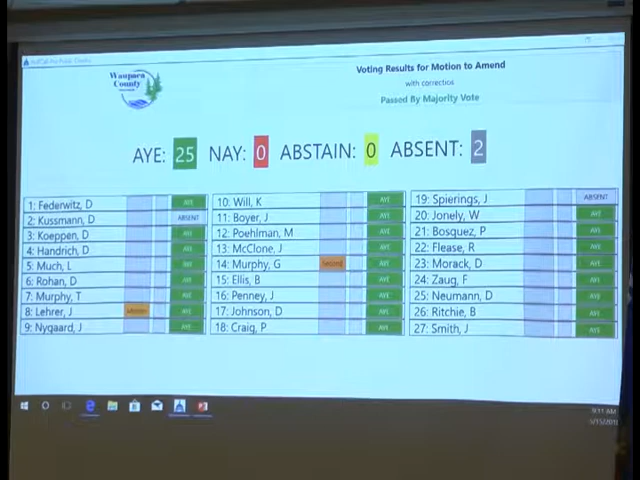 Waupaca
County
Voting Results for Motion to Amend
with correctios
Passed By Majority Vote
AYE: 25 NAY: 0 ABSTAIN: 0 ABSENT: 2
1: Federwitz, D AYE
2: Kussmann, D ABSENT
3: Koeppen, D AYE
4: Handrich, D AYE
5: Much, L AYE
6: Rohan, D AYE
7: Murphy, T AYE
8: Lehrer, J AYE
9: Nygaard, J AYE
10: Will, K AYE
11: Boyer, J AYE
12: Poehlman, M AYE
13: McClone, J AYE
14: Murphy, G Second AYE
15: Ellis, B AYE
16: Penney, J AYE
17: Johnson, D AYE
18: Craig, P AYE
19: Spierings, J ABSENT
20: Jonely, W AYE
21: Bosquez, P AYE
22: Flease, R AYE
23: Morack, D AYE
24: Zaug, F AYE
25: Neumann, D AYE
26: Ritchie, B AYE
27: Smith, J AYE
9:31 AM